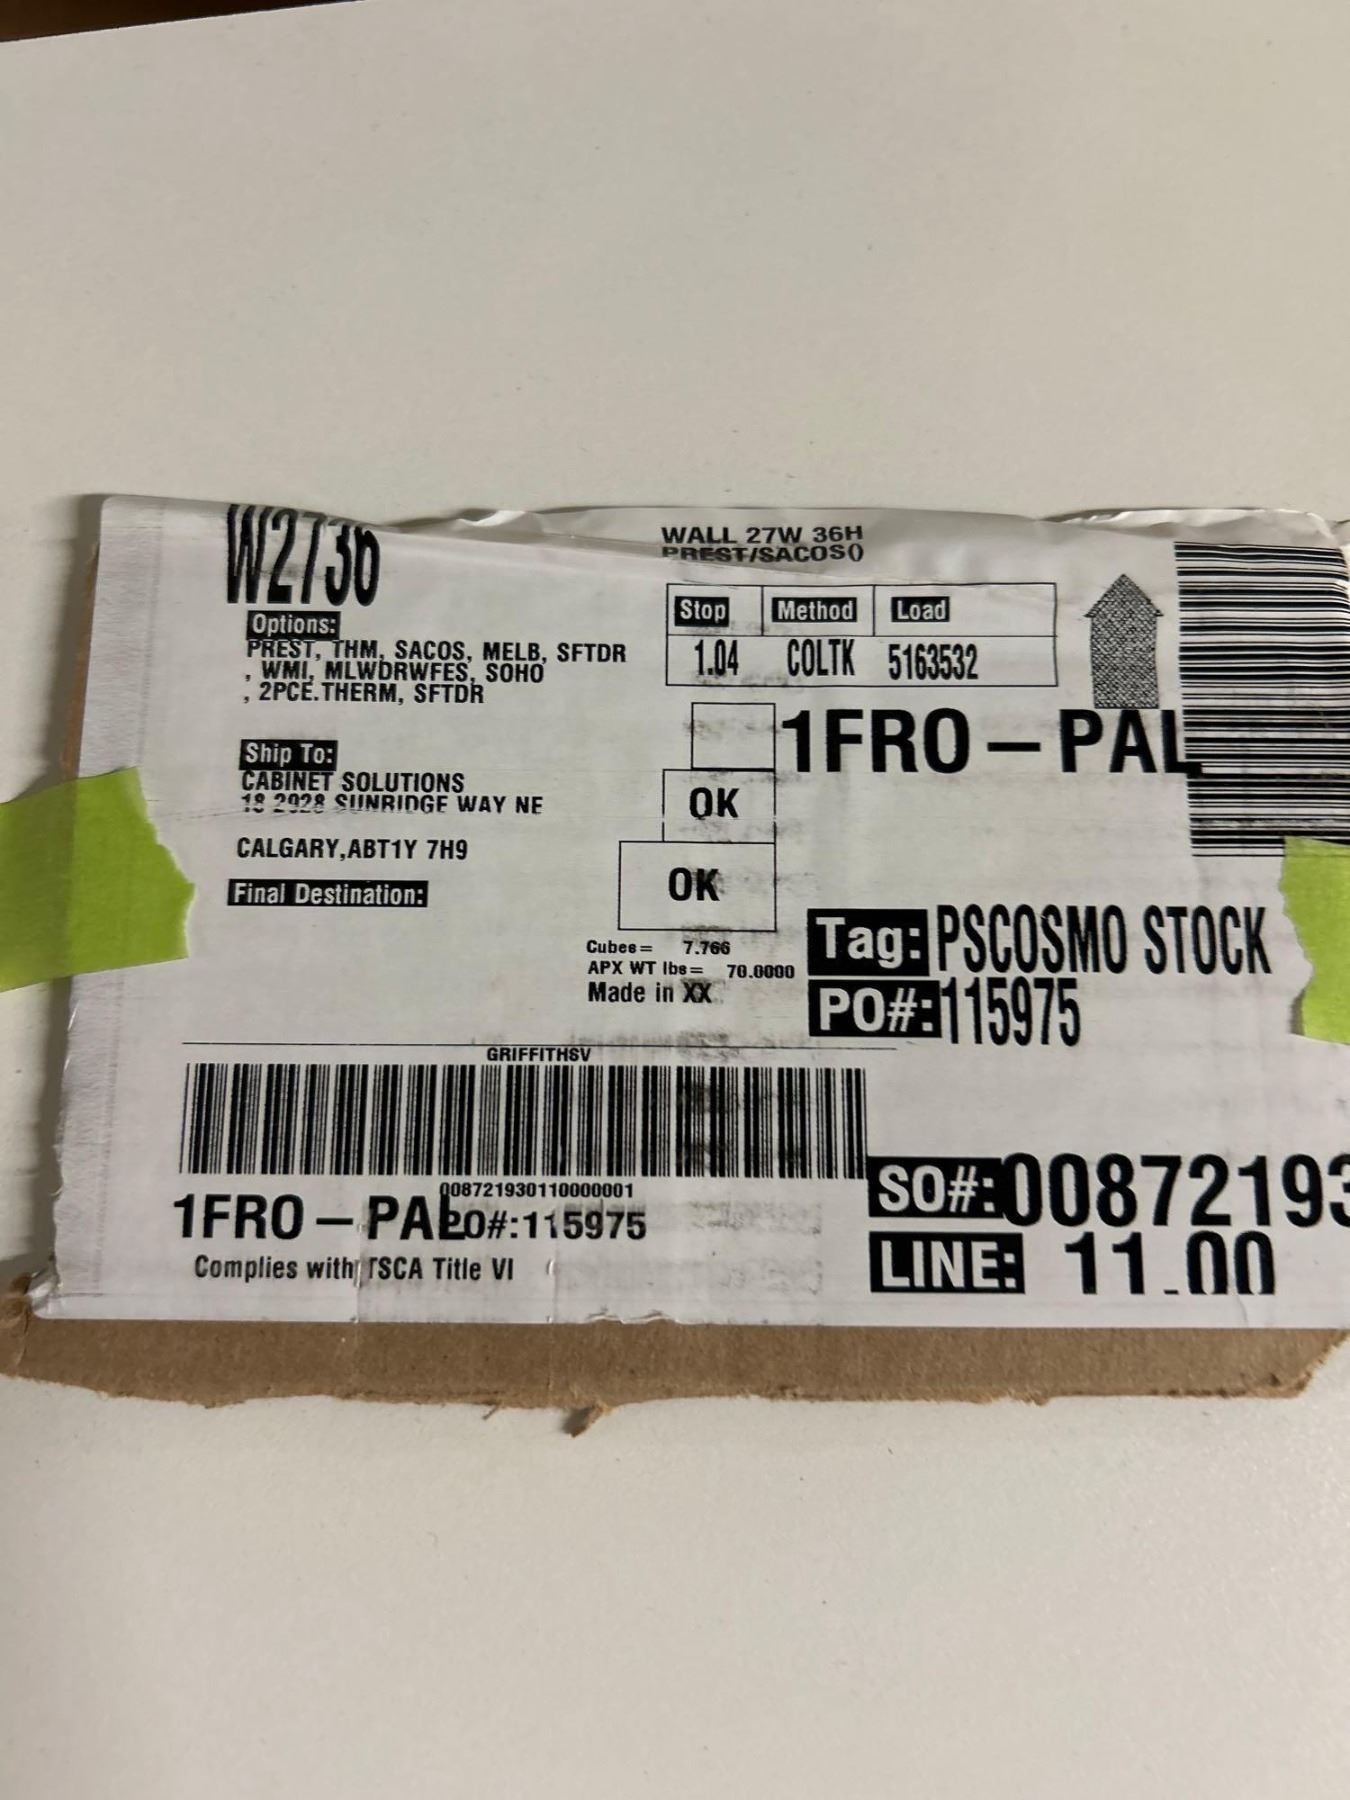 W2736
WALL 27W 36H
PREST/SACOS()
Options:
PREST, THM, SACOS, MELB, SFTDR
, WMI, MLWDRWFES, SOHO
, 2PCE.THERM, SFTDR
Stop Method Load
1.04 COLTK 5163532
1FRO – PAL
Ship To:
CABINET SOLUTIONS
18 2928 SUNRIDGE WAY NE
CALGARY,ABT1Y 7H9
Final Destination:
OK
OK
Cubes= 7.766
APX WT lbs= 70.0000
Made in XX
Tag: PSCOSMO STOCK
PO#: 115975
GRIFFITHSV
008721930110000001
1FRO – PAL PO#:115975
Complies with TSCA Title VI
SO#: 00872193
LINE: 11.00